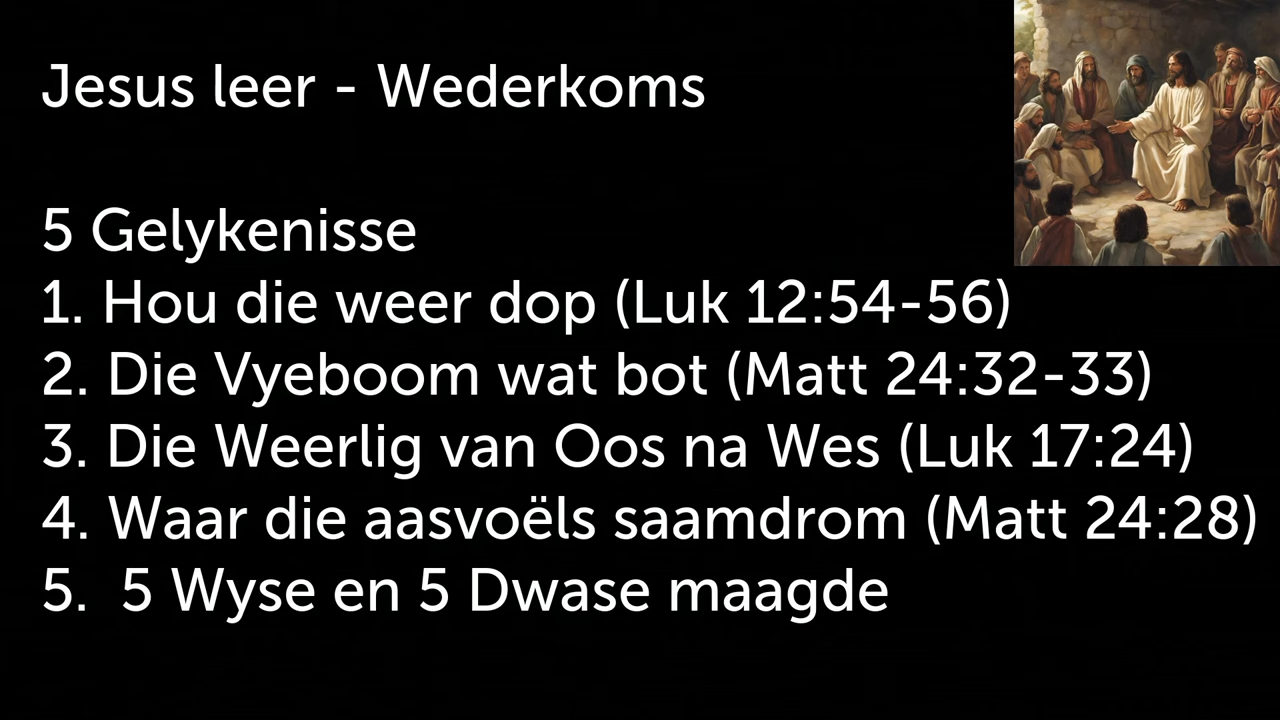 Jesus leer - Wederkoms
5 Gelykenisse
1. Hou die weer dop (Luk 12:54-56)
2. Die Vyeboom wat bot (Matt 24:32-33)
3. Die Weerlig van Oos na Wes (Luk 17:24)
4. Waar die aasvoëls saamdrom (Matt 24:28)
5.  5 Wyse en 5 Dwase maagde